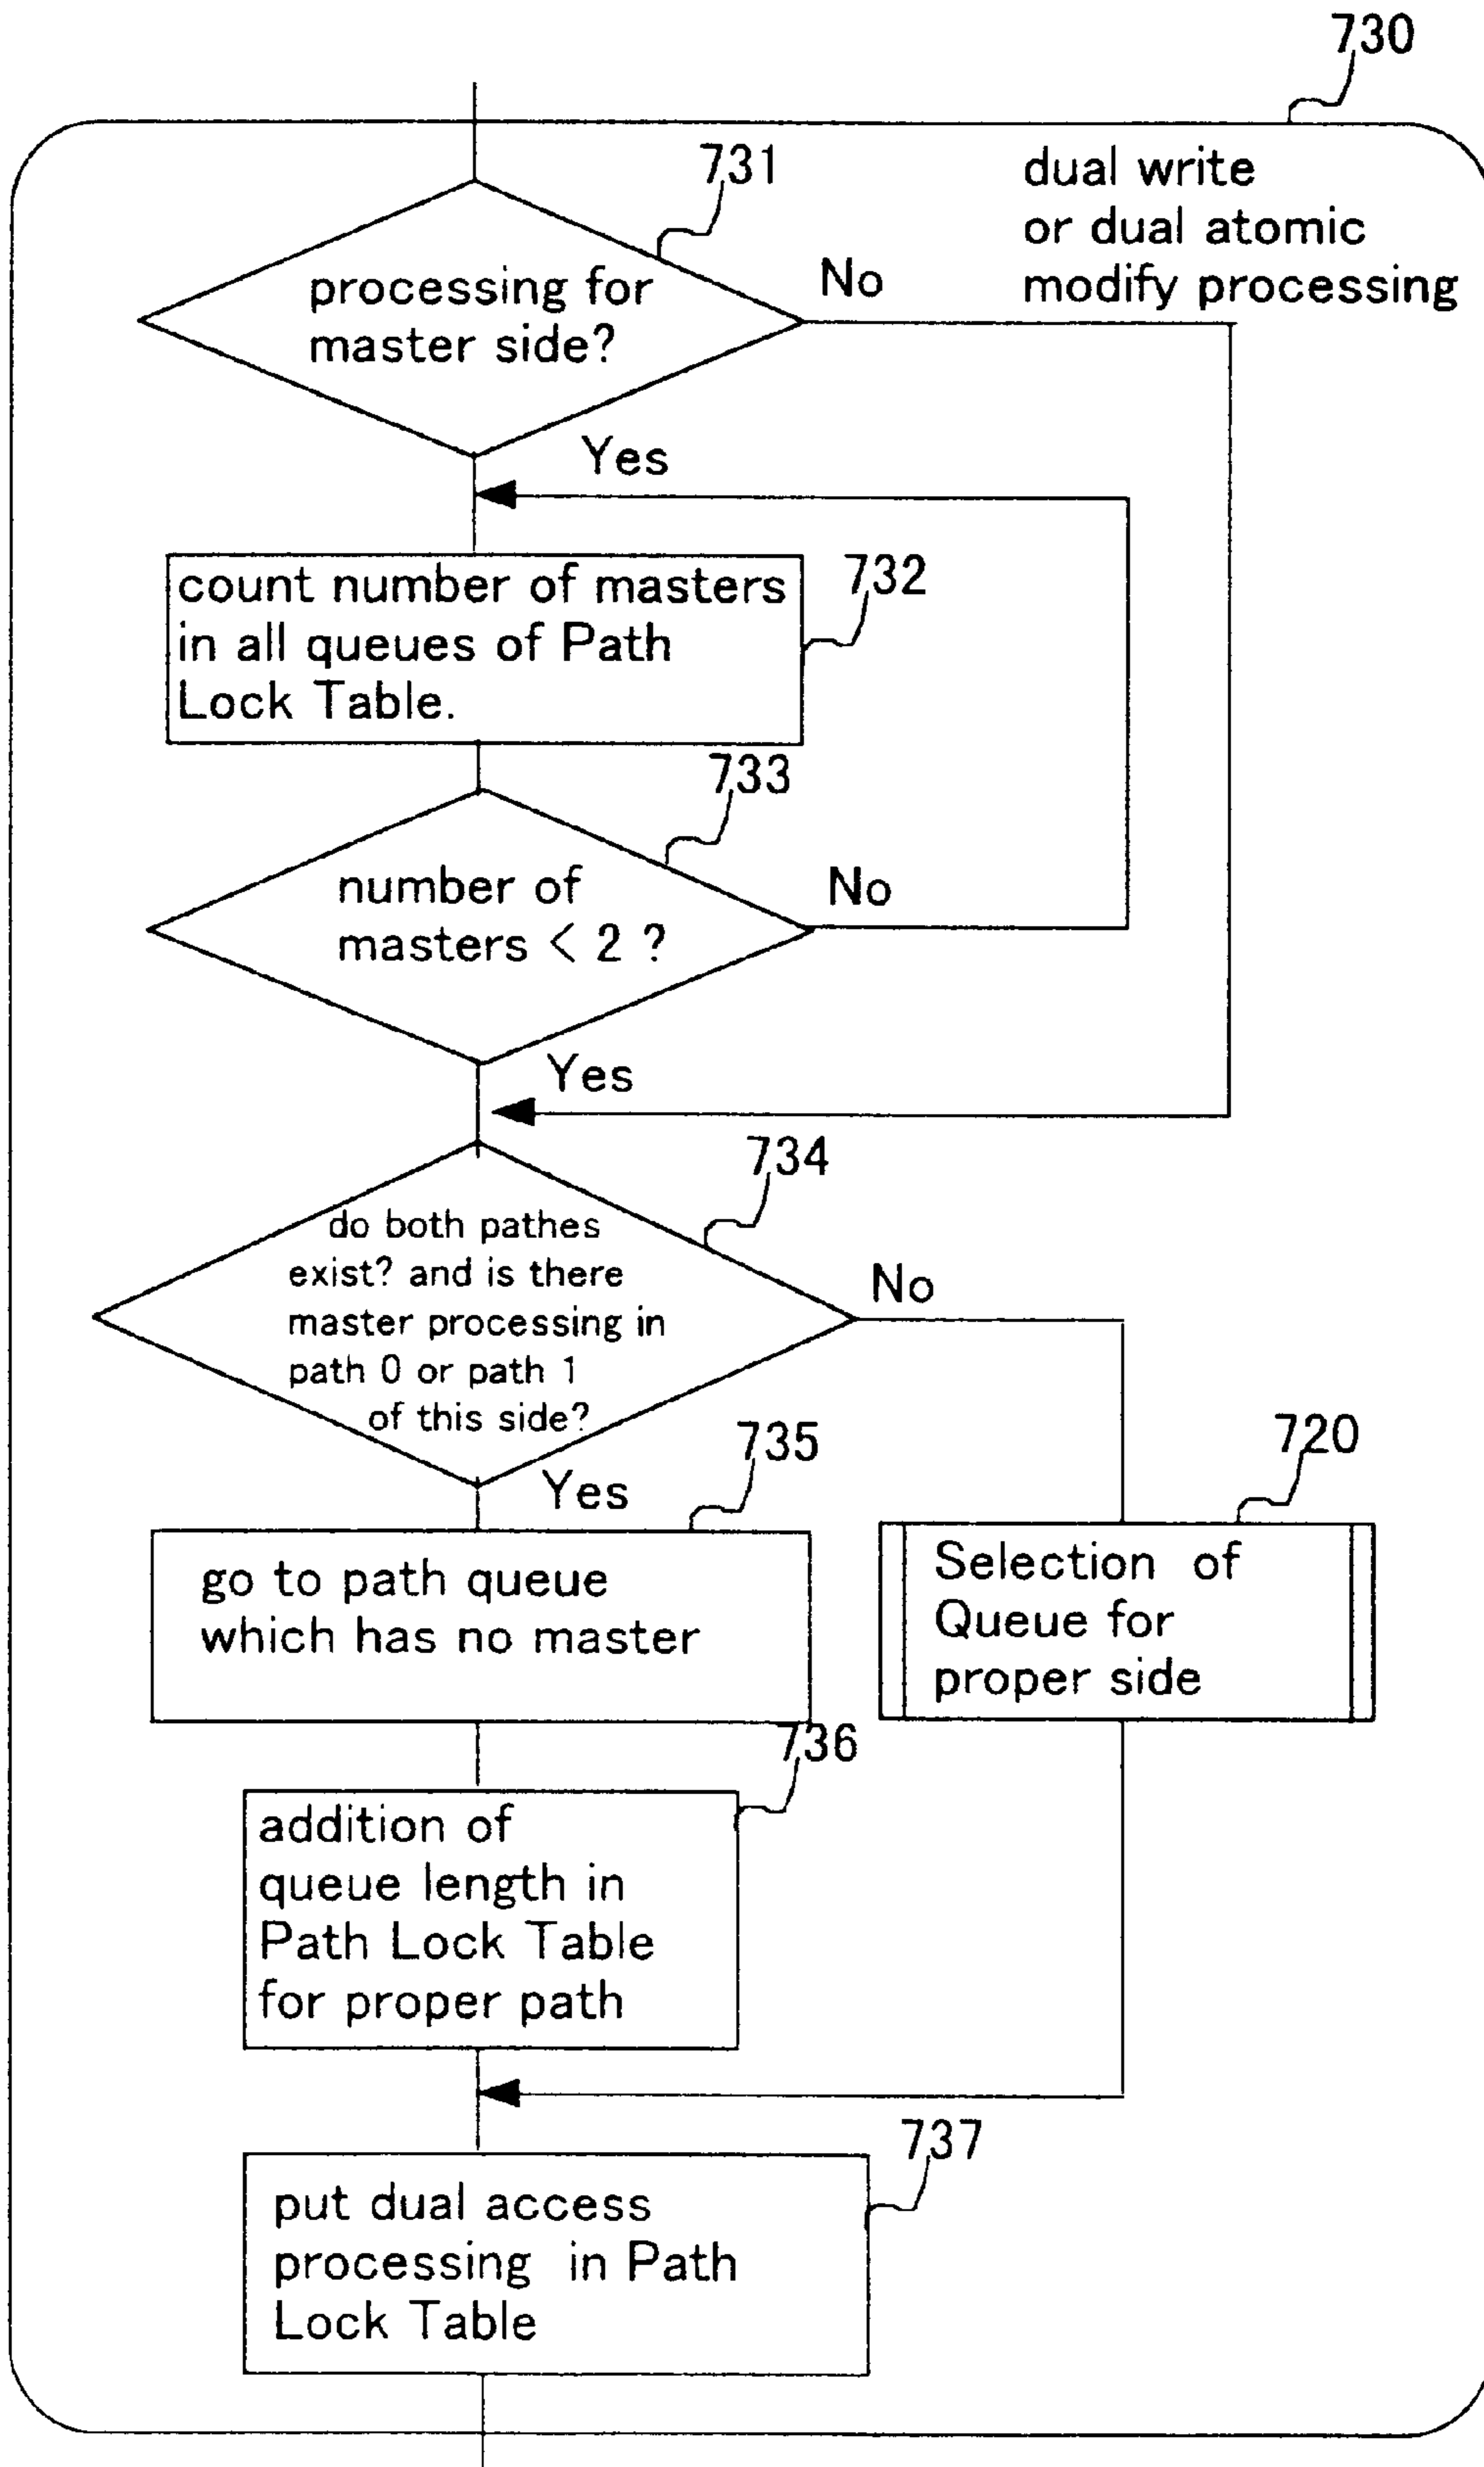 730
dual write
or dual atomic
modify processing
731
processing for
master side?
No
Yes
732
count number of masters
in all queues of Path
Lock Table.
733
number of
masters < 2 ?
No
Yes
734
do both pathes
exist? and is there
master processing in
path 0 or path 1
of this side?
No
Yes
735
go to path queue
which has no master
720
Selection of
Queue for
proper side
736
addition of
queue length in
Path Lock Table
for proper path
737
put dual access
processing in Path
Lock Table